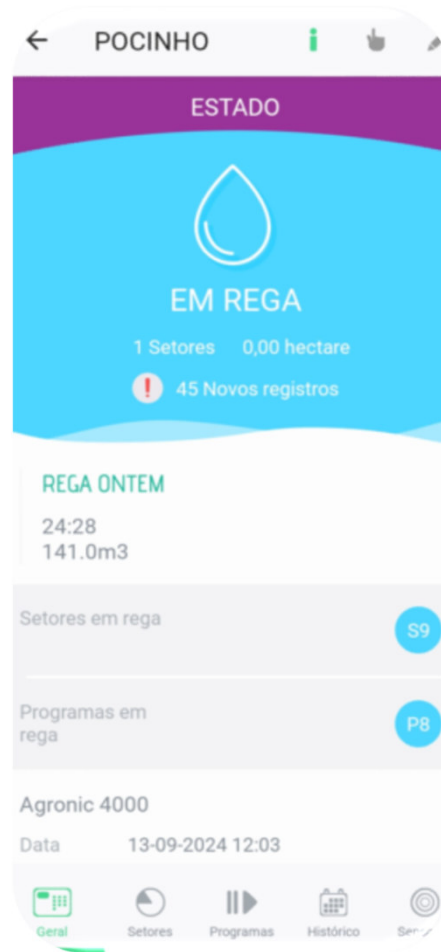 POCINHO
ESTADO
EM REGA
1 Setores 0,00 hectare
45 Novos registros
REGA ONTEM
24:28
141.0m3
Setores em rega
S9
Programas em
rega
P8
Agronic 4000
Data 13-09-2024 12:03
Geral Setores Programas Histórico